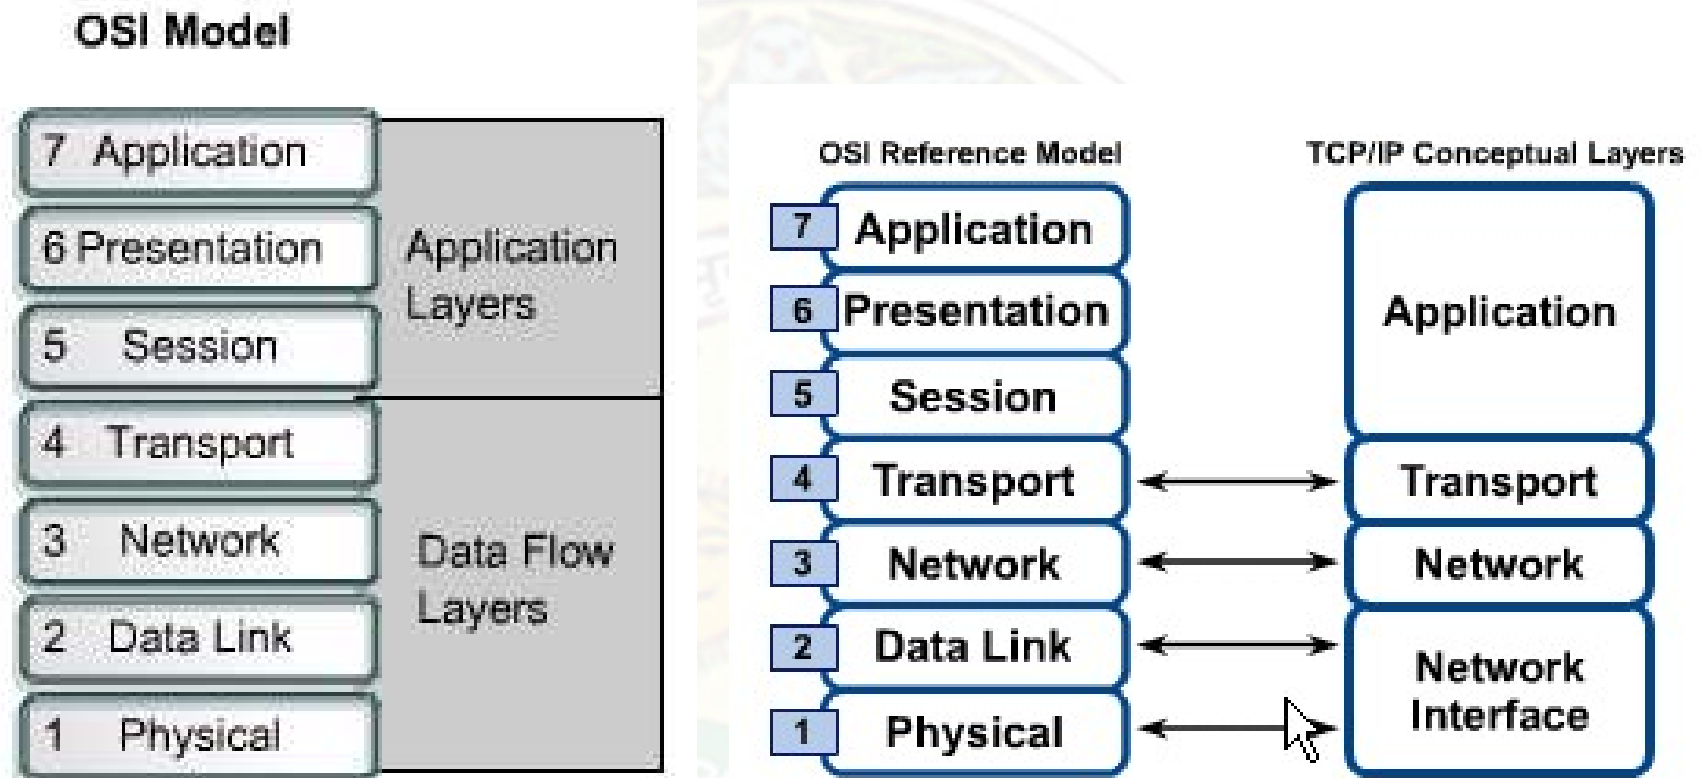 OSI Model
7 Application
6 Presentation
5 Session
4 Transport
3 Network
2 Data Link
1 Physical
Application
Layers
Data Flow
Layers
OSI Reference Model
7 Application
6 Presentation
5 Session
4 Transport
3 Network
2 Data Link
1 Physical
TCP/IP Conceptual Layers
Application
Transport
Network
Network
Interface